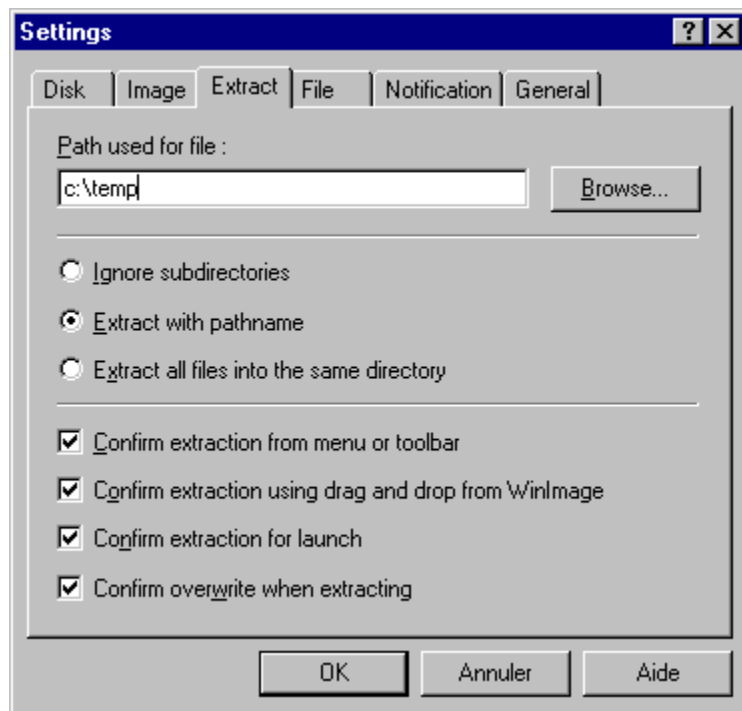 Settings
Disk Image Extract File Notification General
Path used for file :
c:\temp
Browse...
Ignore subdirectories
Extract with pathname
Extract all files into the same directory
Confirm extraction from menu or toolbar
Confirm extraction using drag and drop from WinImage
Confirm extraction for launch
Confirm overwrite when extracting
OK Annuler Aide